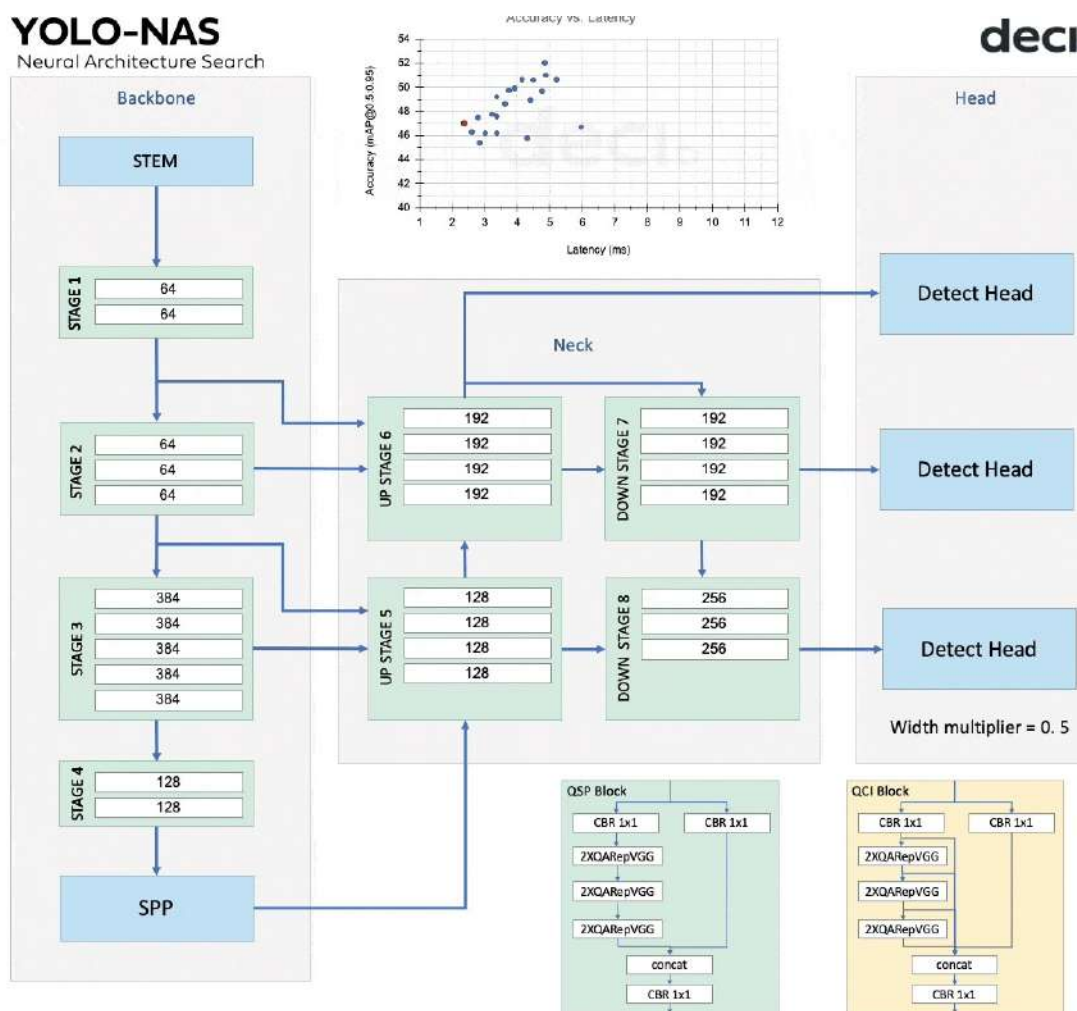 YOLO-NAS
Neural Architecture Search
deci
Accuracy vs. Latency
Accuracy (mAP@0.5:0.95)
54
52
50
48
46
44
42
40
1 2 3 4 5 6 7 8 9 10 11 12
Latency (ms)
deci
Backbone
STEM
STAGE 1
64
64
STAGE 2
64
64
64
STAGE 3
384
384
384
384
384
STAGE 4
128
128
SPP
Neck
UP STAGE 6
192
192
192
192
DOWN STAGE 7
192
192
192
192
UP STAGE 5
128
128
128
128
DOWN STAGE 8
256
256
256
Head
Detect Head
Detect Head
Detect Head
Width multiplier = 0. 5
QSP Block
CBR 1x1 CBR 1x1
2XQARepVGG
2XQARepVGG
2XQARepVGG
concat
CBR 1x1
QCI Block
CBR 1x1 CBR 1x1
2XQARepVGG
2XQARepVGG
2XQARepVGG
concat
CBR 1x1